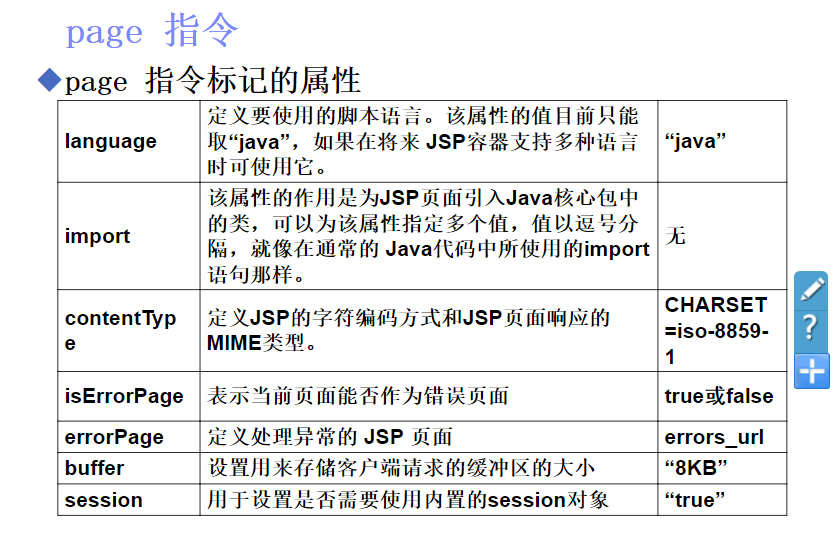 page 指令
◆page 指令标记的属性
language
定义要使用的脚本语言。该属性的值目前只能
取“java”，如果在将来 JSP容器支持多种语言
时可使用它。
“java”
import
该属性的作用是为JSP页面引入Java核心包中
的类，可以为该属性指定多个值，值以逗号分
隔，就像在通常的 Java代码中所使用的import
语句那样。
无
contentTyp
e
定义JSP的字符编码方式和JSP页面响应的
MIME类型。
CHARSET
=iso-8859-
1
isErrorPage
表示当前页面能否作为错误页面
true或false
errorPage
定义处理异常的 JSP 页面
errors_url
buffer
设置用来存储客户端请求的缓冲区的大小
“8KB”
session
用于设置是否需要使用内置的session对象
“true”
?